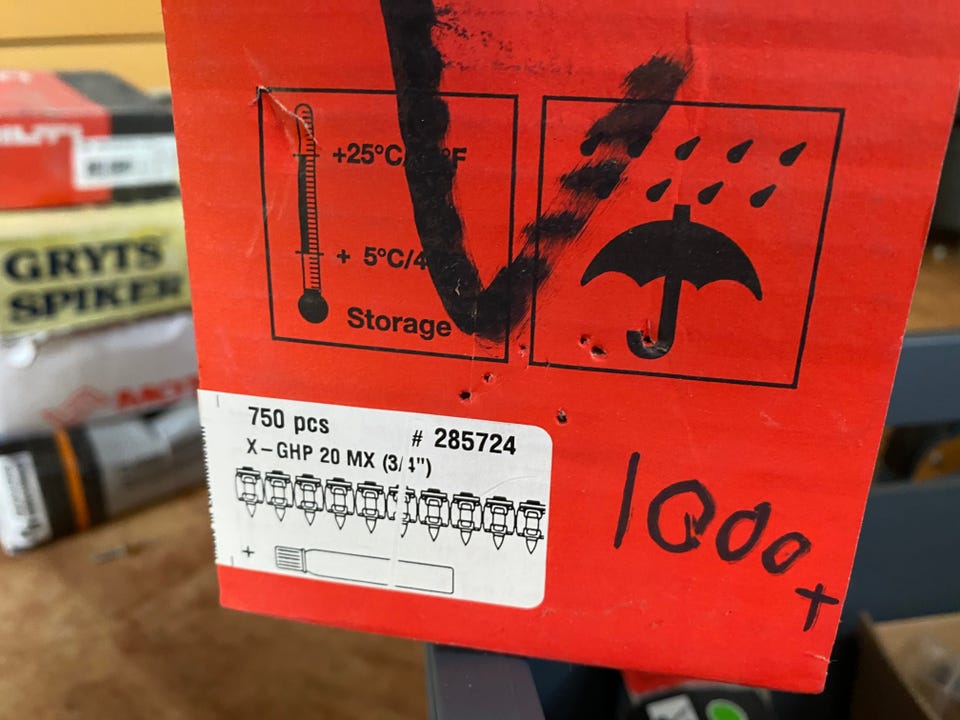 +25°C/
°F
+ 5°C/4
Storage
750 pcs
# 285724
X-GHP 20 MX (3/4")
+
1000
+
GRYTS
SPIKER